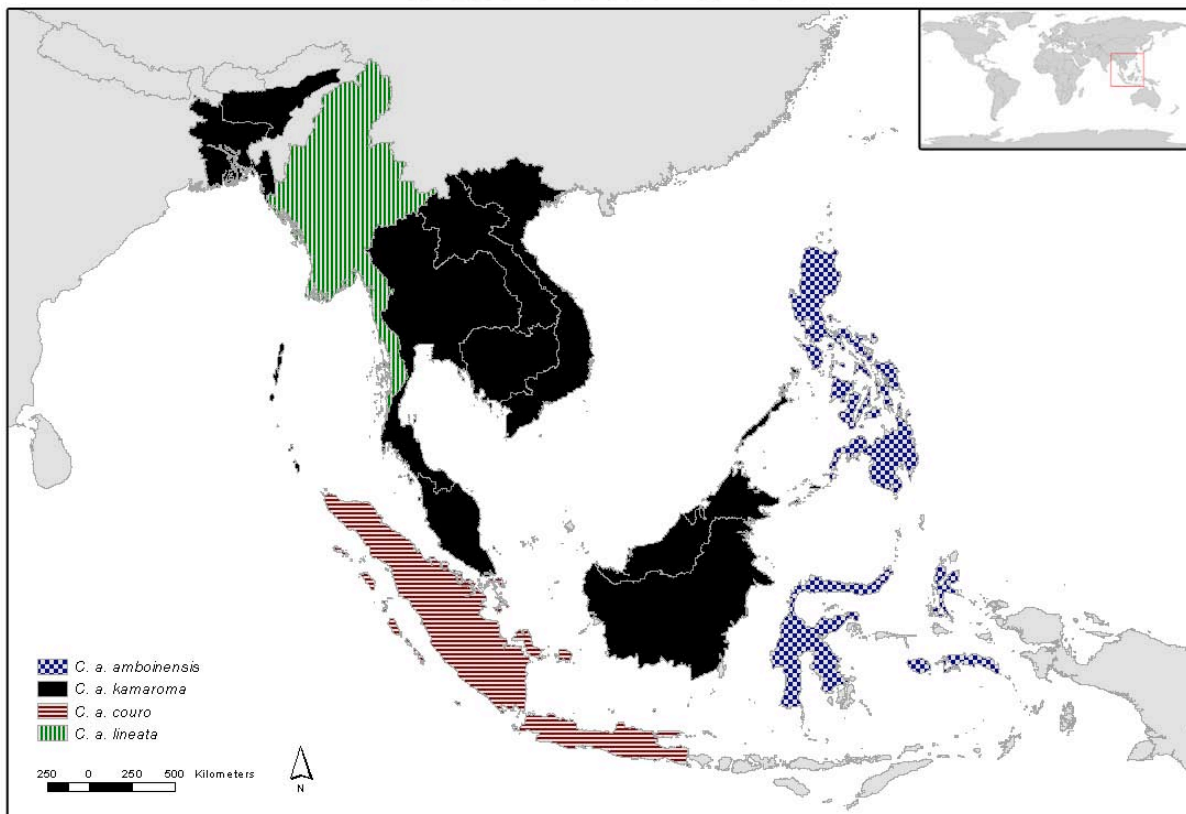 C. a. amboinensis
C. a. kamaroma
C. a. couro
C. a. lineata
250 0 250 500 Kilometers
N